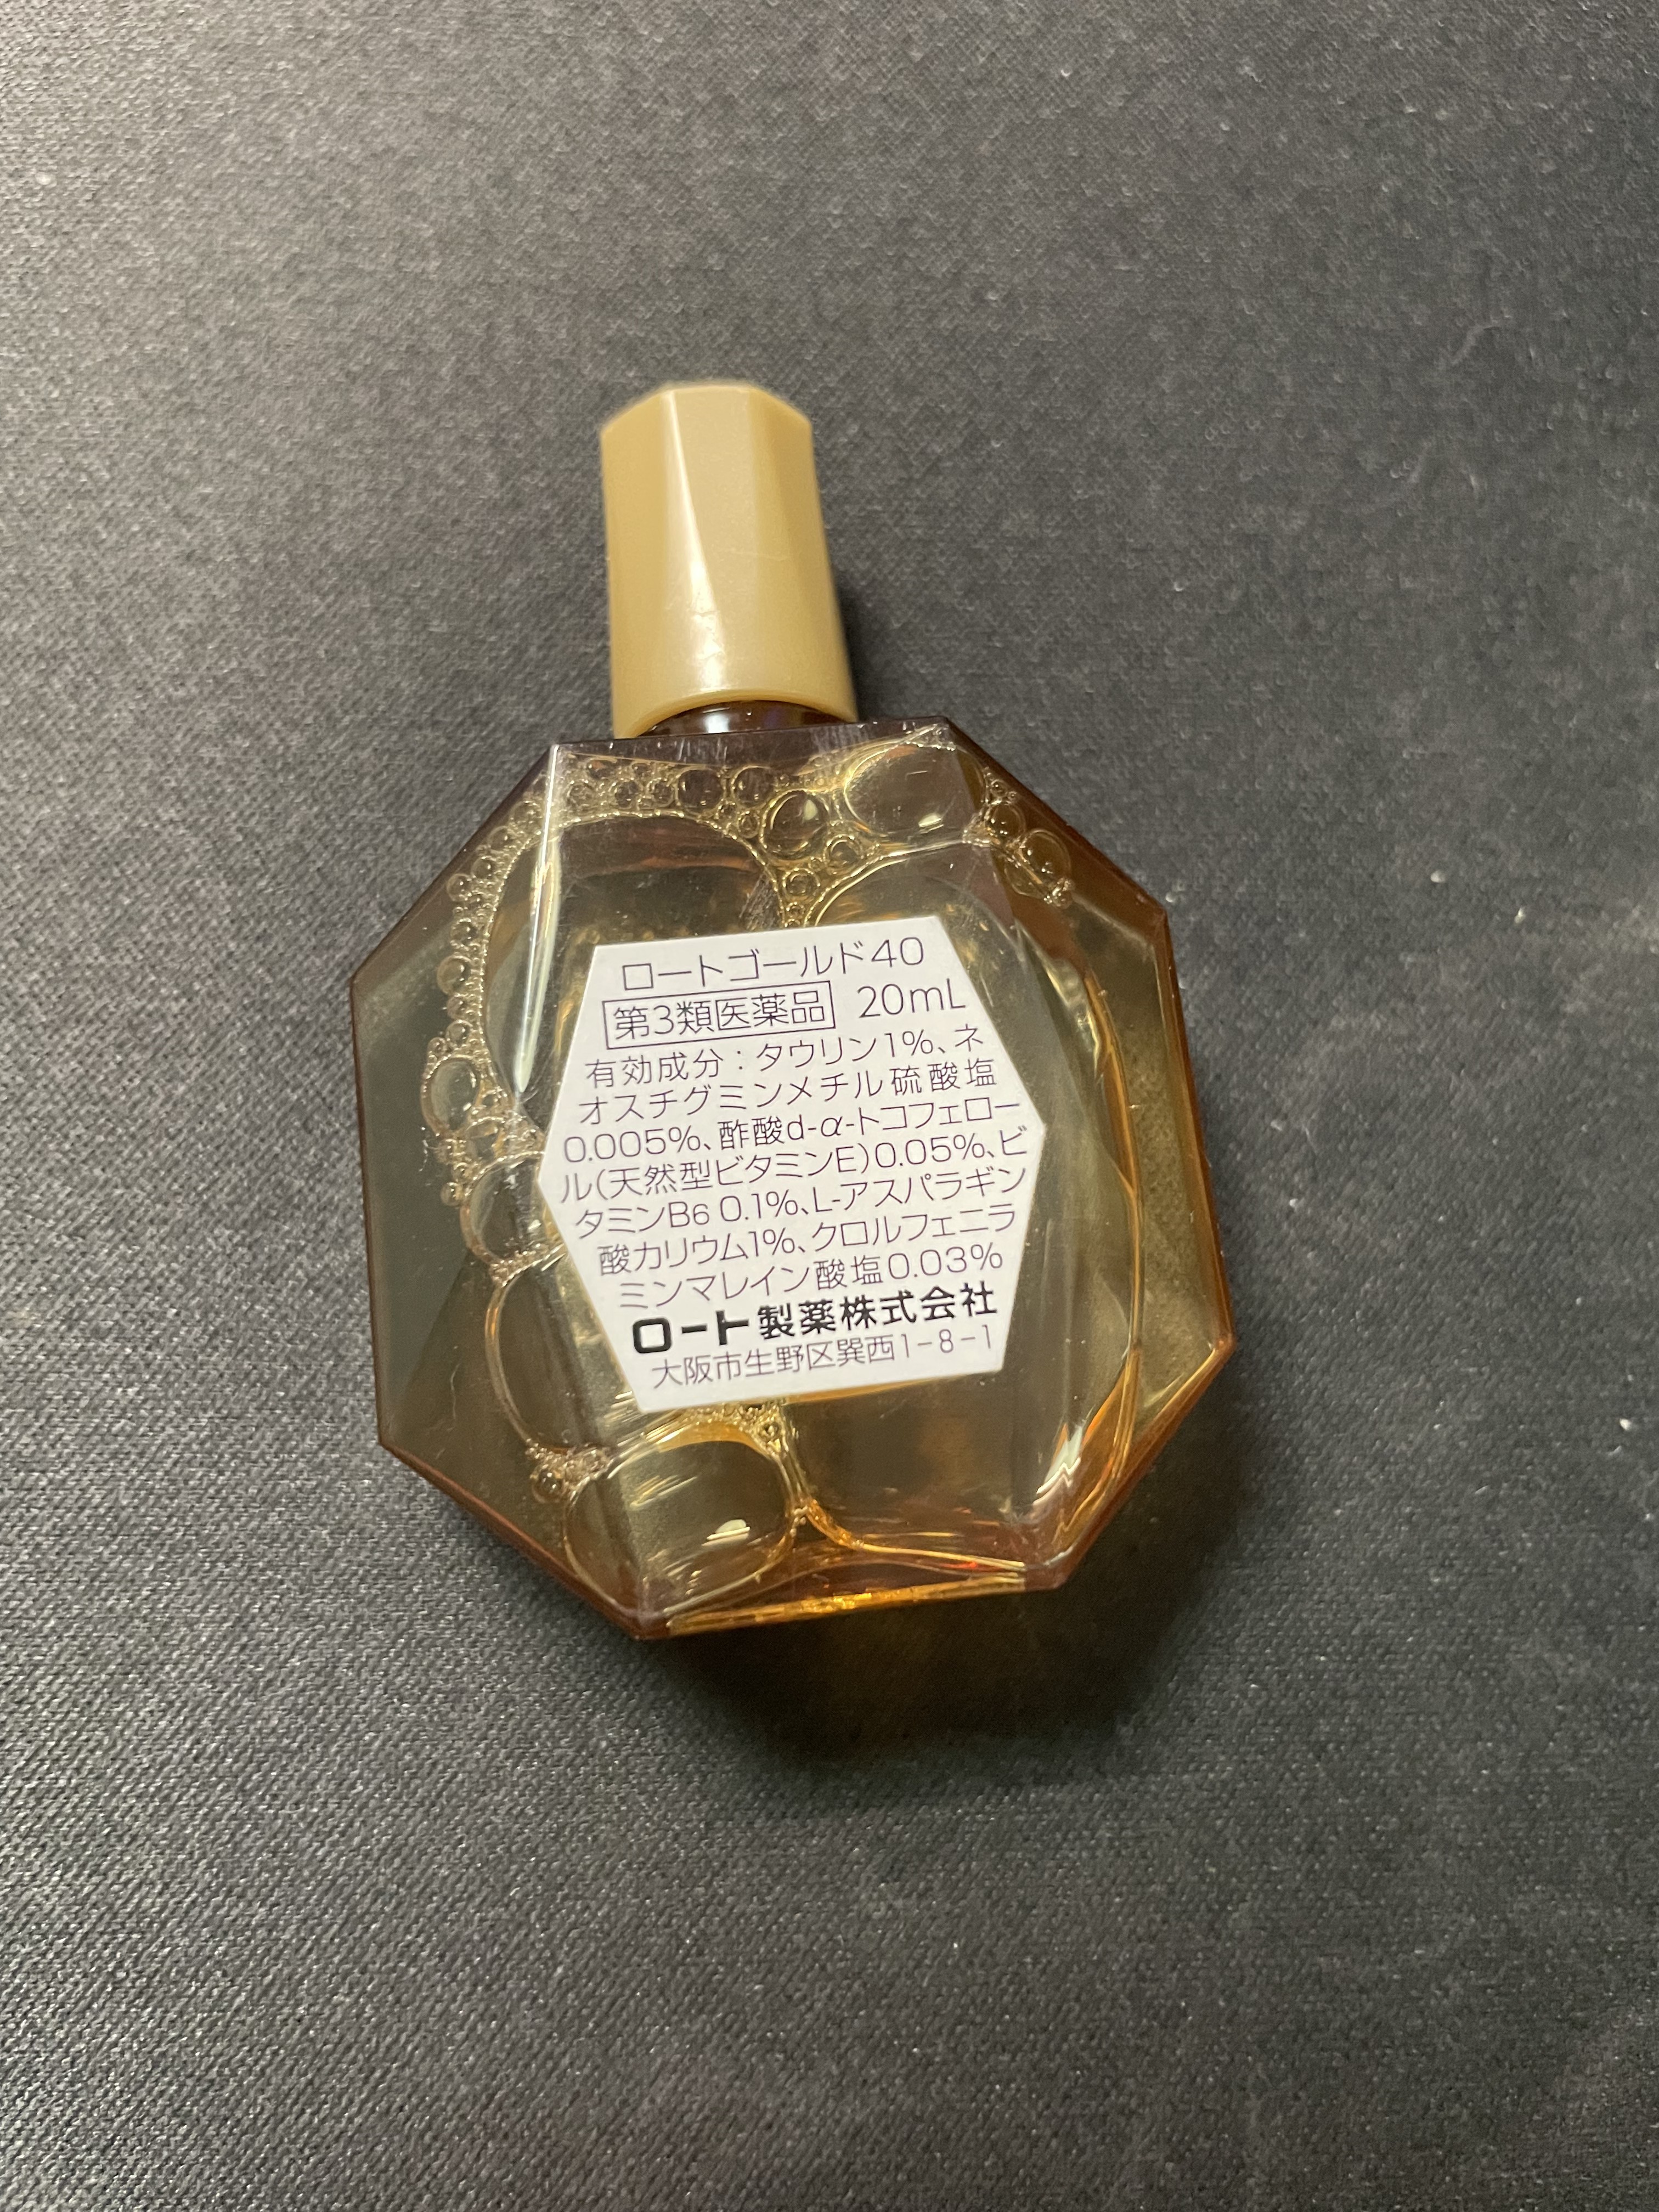 ロートゴールド40
第3類医薬品 20mL
有効成分：タウリン1%、ネ
オスチグミンメチル硫酸塩
0.005%、酢酸d-α-トコフェロー
ル(天然型ビタミンE)0.05%、ビ
タミンB6 0.1%、L-アスパラギン
酸カリウム1%、クロルフェニラ
ミンマレイン酸塩0.03%
ロート製薬株式会社
大阪市生野区巽西1-8-1